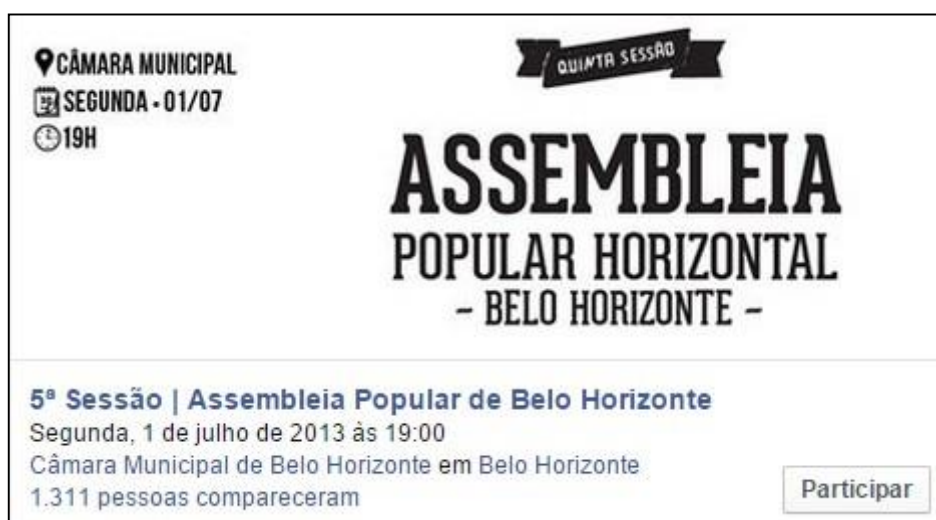 CÂMARA MUNICIPAL
SEGUNDA - 01/07
19H
QUINTA SESSÃO
ASSEMBLEIA
POPULAR HORIZONTAL
~ BELO HORIZONTE ~
5ª Sessão | Assembleia Popular de Belo Horizonte
Segunda, 1 de julho de 2013 às 19:00
Câmara Municipal de Belo Horizonte em Belo Horizonte
1.311 pessoas compareceram
Participar